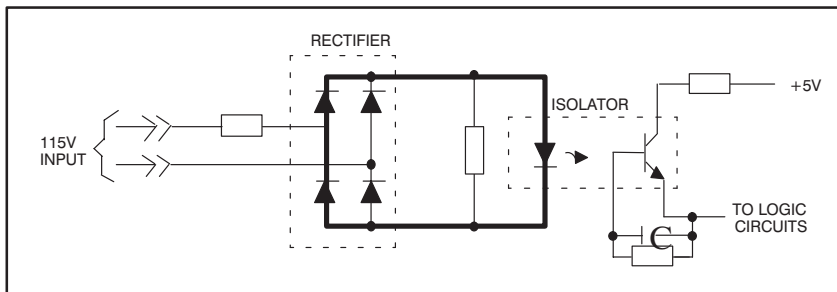 RECTIFIER
ISOLATOR
+5V
115V
INPUT
TO LOGIC
CIRCUITS
C